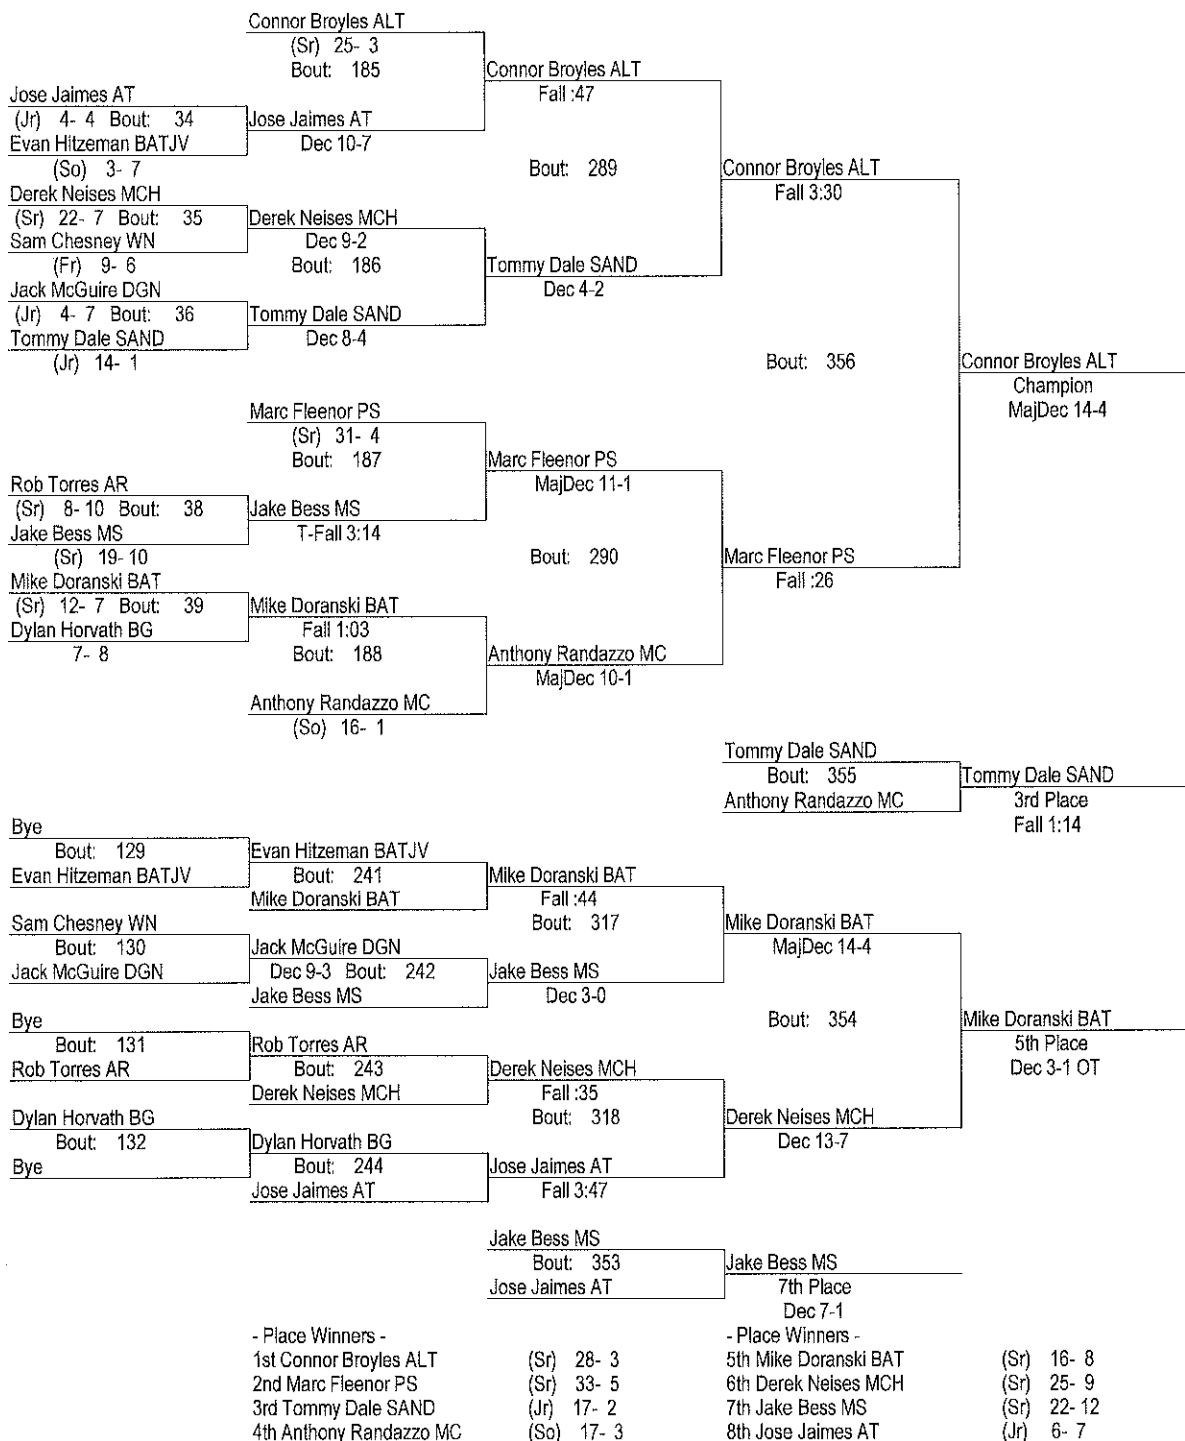 Connor Broyles ALT
(Sr) 25- 3
Bout: 185
Connor Broyles ALT
Fall :47
Jose Jaimes AT
(Jr) 4- 4 Bout: 34
Jose Jaimes AT
Evan Hitzeman BATJV
Dec 10-7
(So) 3- 7
Bout: 289
Connor Broyles ALT
Derek Neises MCH
Fall 3:30
(Sr) 22- 7 Bout: 35
Derek Neises MCH
Sam Chesney WN
Dec 9-2
(Fr) 9- 6
Bout: 186
Tommy Dale SAND
Jack McGuire DGN
Dec 4-2
(Jr) 4- 7 Bout: 36
Tommy Dale SAND
Tommy Dale SAND
Dec 8-4
(Jr) 14- 1
Bout: 356
Connor Broyles ALT
Champion
MajDec 14-4
Marc Fleenor PS
(Sr) 31- 4
Bout: 187
Marc Fleenor PS
MajDec 11-1
Rob Torres AR
(Sr) 8- 10 Bout: 38
Jake Bess MS
Jake Bess MS
T-Fall 3:14
(Sr) 19- 10
Bout: 290
Marc Fleenor PS
Fall :26
Mike Doranski BAT
(Sr) 12- 7 Bout: 39
Mike Doranski BAT
Dylan Horvath BG
Fall 1:03
7- 8
Bout: 188
Anthony Randazzo MC
MajDec 10-1
Anthony Randazzo MC
(So) 16- 1
Tommy Dale SAND
Bout: 355
Tommy Dale SAND
Anthony Randazzo MC
3rd Place
Fall 1:14
Bye
Bout: 129
Evan Hitzeman BATJV
Evan Hitzeman BATJV
Bout: 241
Mike Doranski BAT
Mike Doranski BAT
Fall :44
Bout: 317
Sam Chesney WN
Mike Doranski BAT
MajDec 14-4
Bout: 130
Jack McGuire DGN
Jack McGuire DGN
Dec 9-3 Bout: 242
Jake Bess MS
Jake Bess MS
Dec 3-0
Bye
Bout: 354
Mike Doranski BAT
Bout: 131
Rob Torres AR
5th Place
Rob Torres AR
Bout: 243
Derek Neises MCH
Dec 3-1 OT
Derek Neises MCH
Fall :35
Dylan Horvath BG
Bout: 318
Derek Neises MCH
Bout: 132
Dylan Horvath BG
Dec 13-7
Bye
Bout: 244
Jose Jaimes AT
Jose Jaimes AT
Fall 3:47
Jake Bess MS
Bout: 353
Jake Bess MS
Jose Jaimes AT
7th Place
Dec 7-1
- Place Winners -
1st Connor Broyles ALT (Sr) 28- 3
2nd Marc Fleenor PS (Sr) 33- 5
3rd Tommy Dale SAND (Jr) 17- 2
4th Anthony Randazzo MC (So) 17- 3
- Place Winners -
5th Mike Doranski BAT (Sr) 16- 8
6th Derek Neises MCH (Sr) 25- 9
7th Jake Bess MS (Sr) 22- 12
8th Jose Jaimes AT (Jr) 6- 7